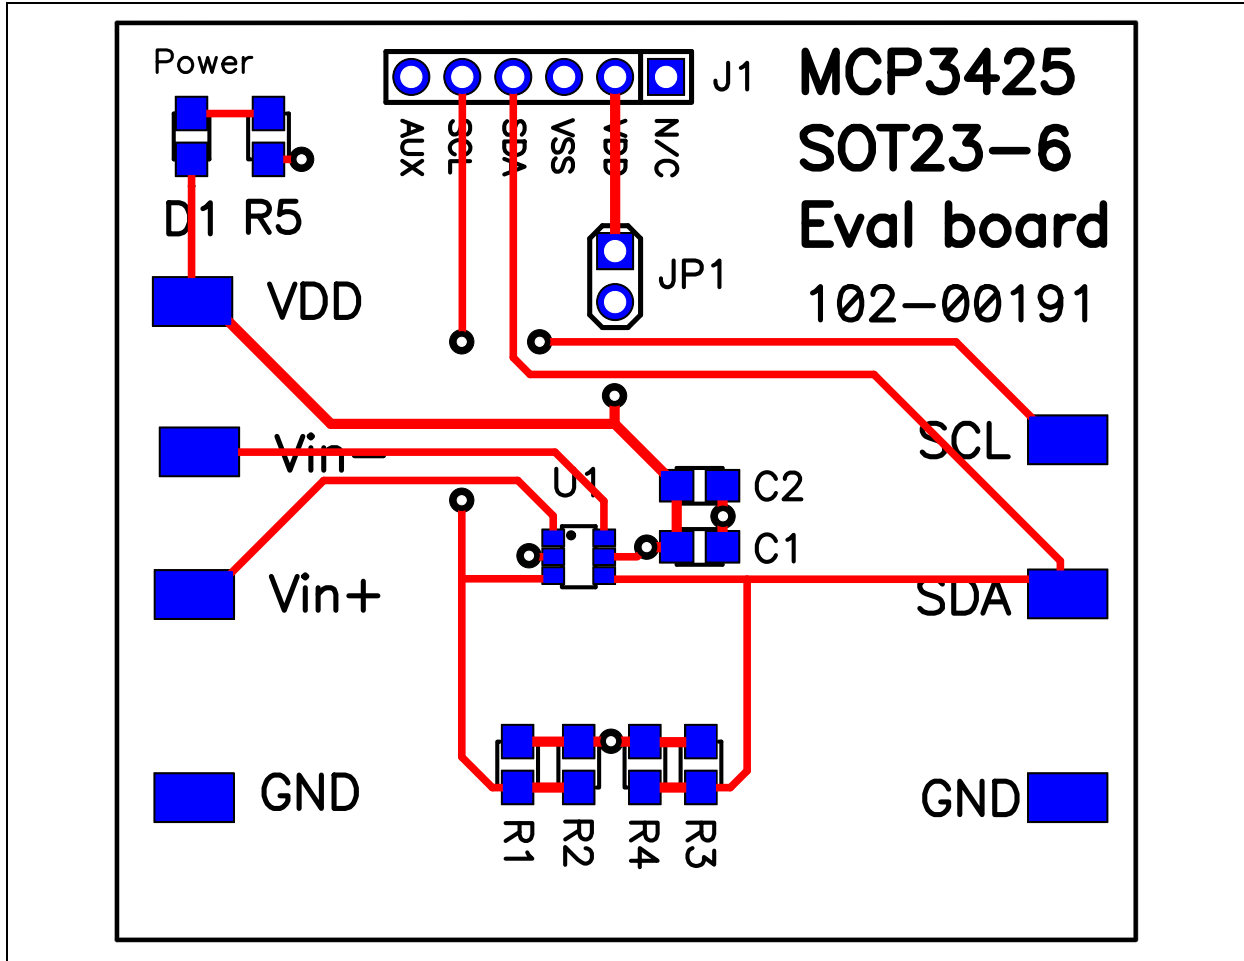 Power
J1
MCP3425
SOT23-6
Eval board
102-00191
AUX
SCL
SDA
VSS
VDD
N/C
D1
R5
JP1
VDD
Vin-
SCL
U1
C2
C1
Vin+
SDA
GND
GND
R1
R2
R4
R3